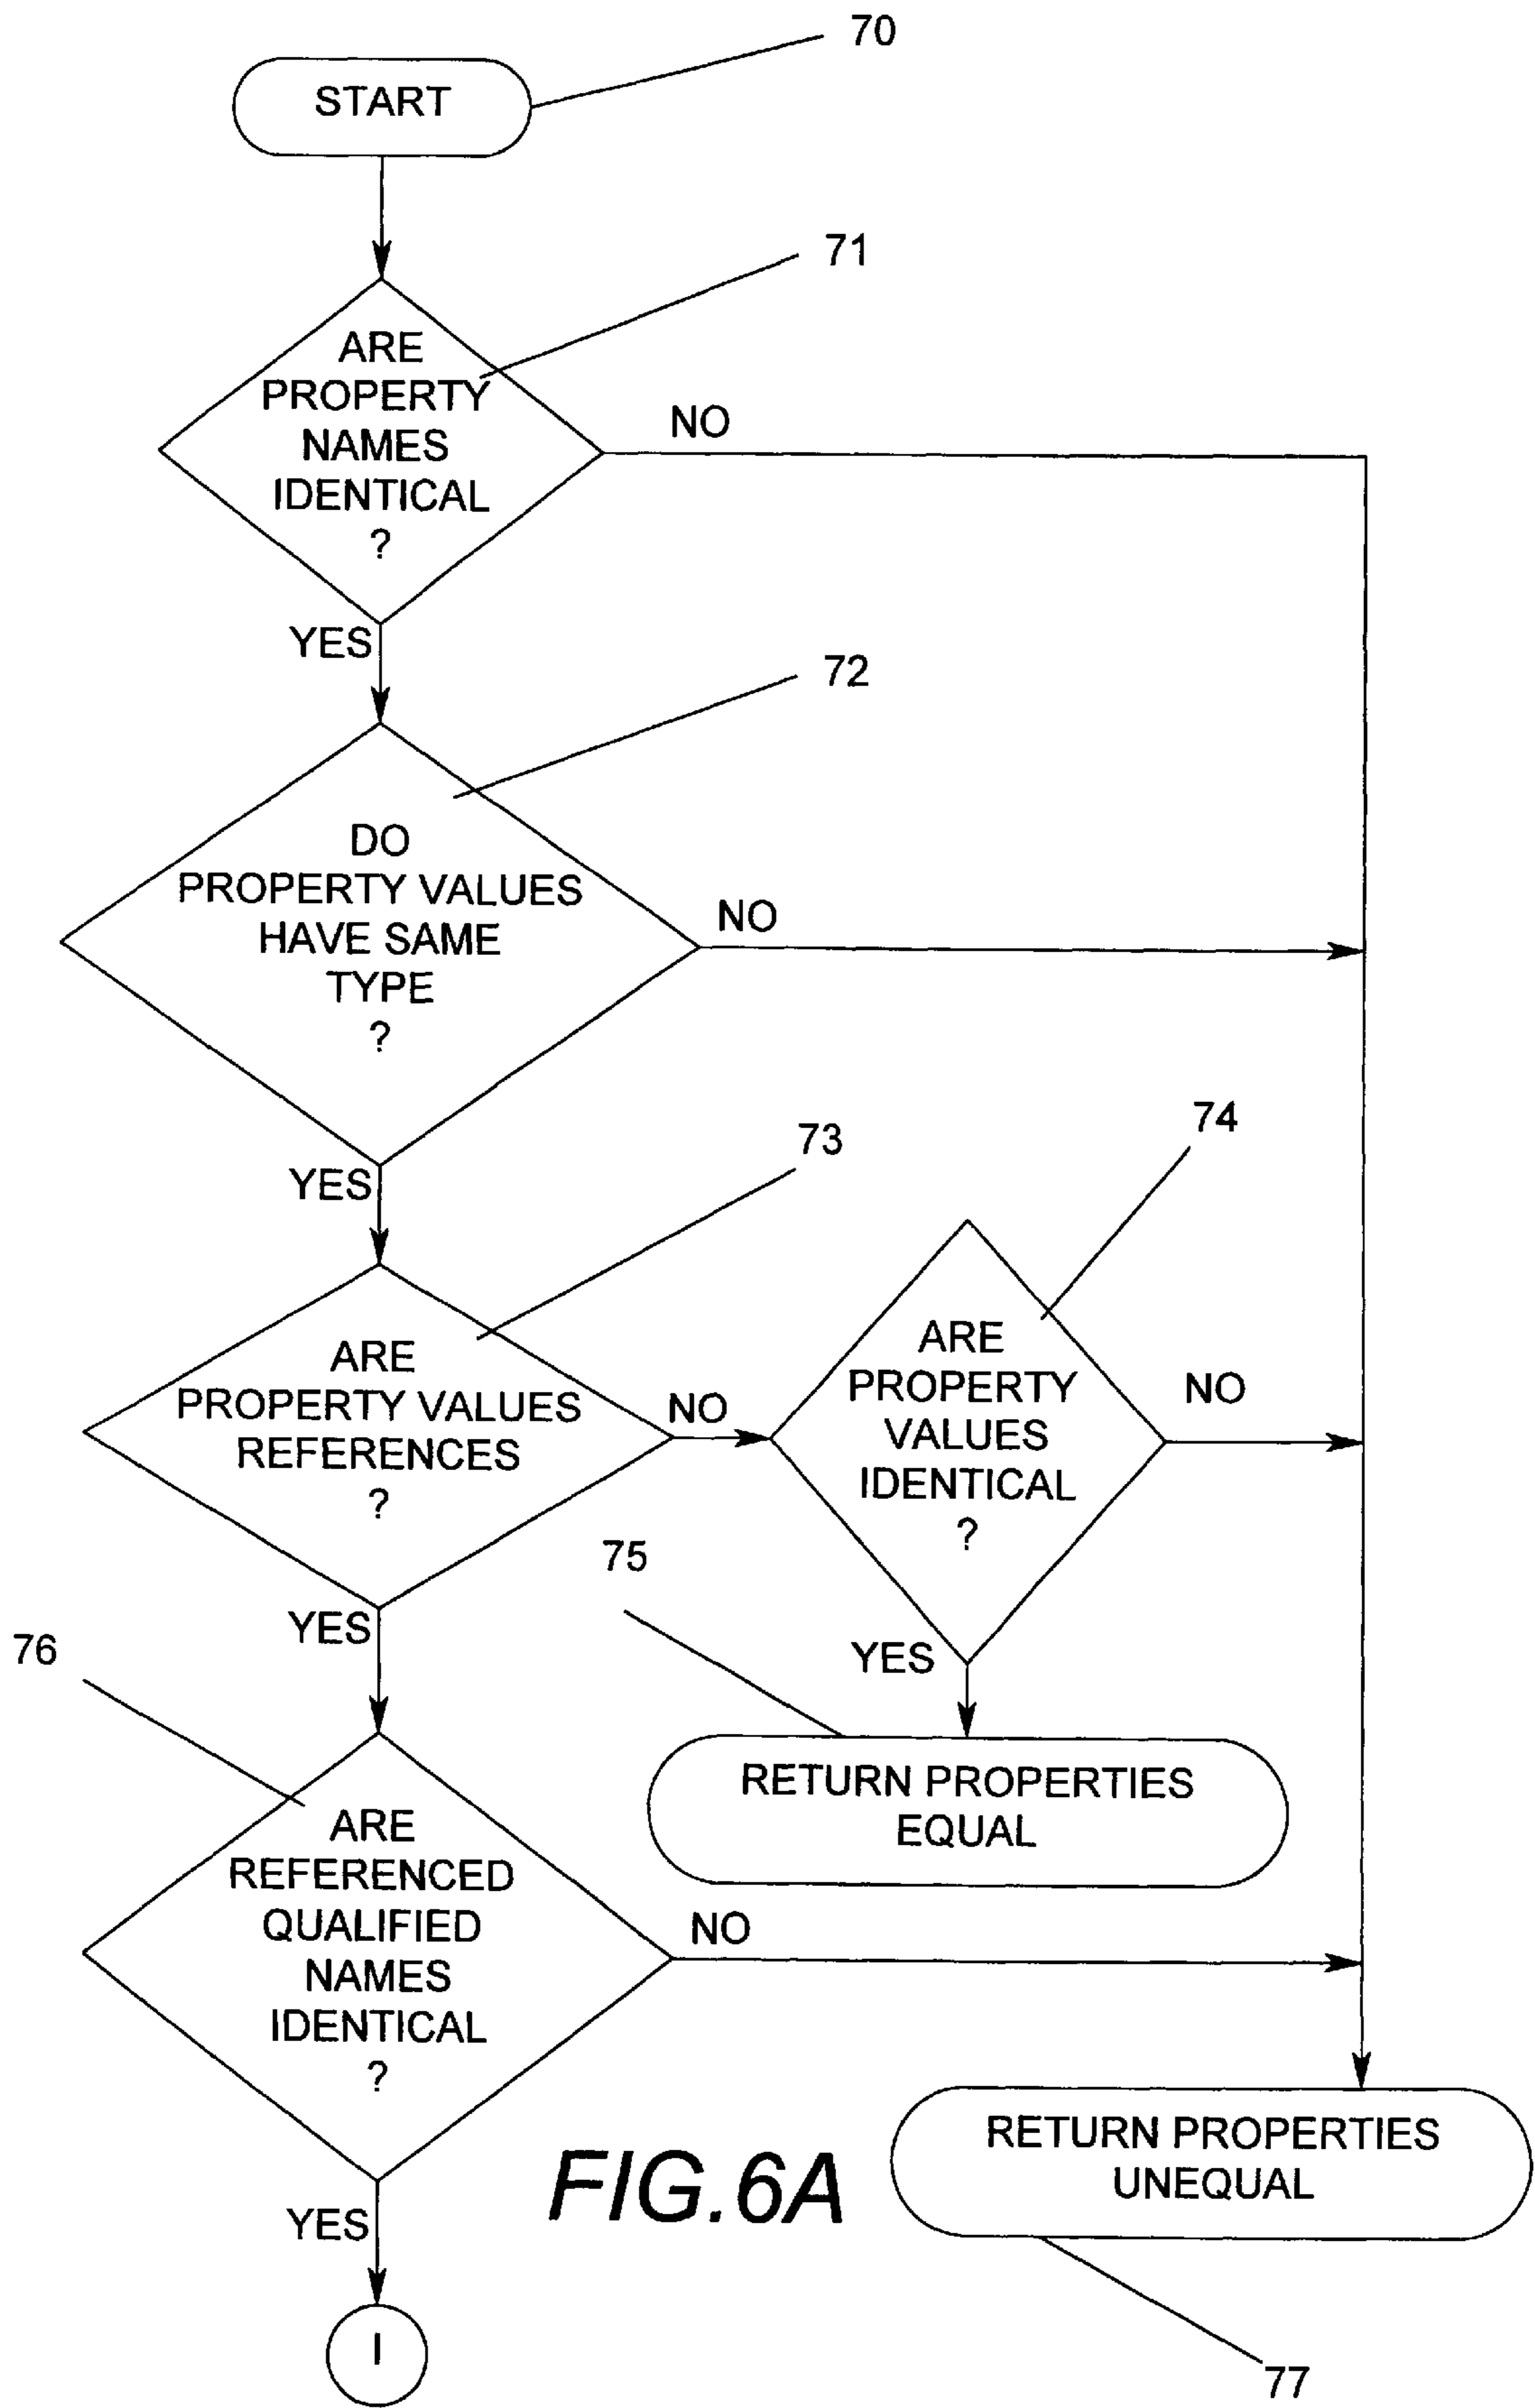 70
START
71
ARE
PROPERTY
NAMES
IDENTICAL
?
NO
YES
72
DO
PROPERTY VALUES
HAVE SAME
TYPE
?
NO
YES
73
74
ARE
PROPERTY VALUES
REFERENCES
?
NO
ARE
PROPERTY
VALUES
IDENTICAL
?
NO
YES
75
YES
RETURN PROPERTIES
EQUAL
76
ARE
REFERENCED
QUALIFIED
NAMES
IDENTICAL
?
NO
YES
RETURN PROPERTIES
UNEQUAL
FIG.6A
77
I